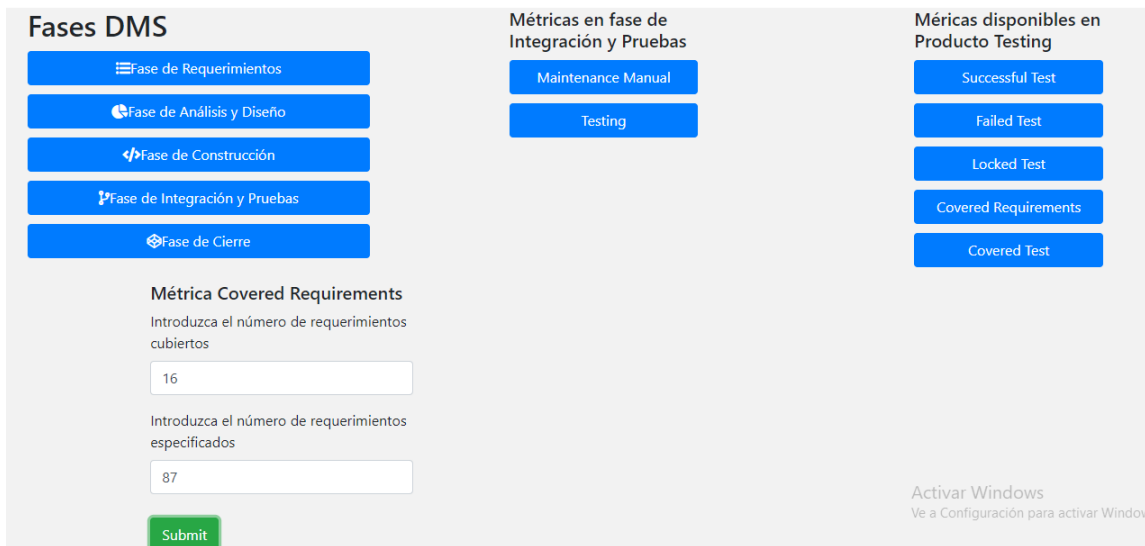 Fases DMS
Fase de Requerimientos
Fase de Análisis y Diseño
Fase de Construcción
Fase de Integración y Pruebas
Fase de Cierre
Métricas en fase de
Integración y Pruebas
Maintenance Manual
Testing
Méricas disponibles en
Producto Testing
Successful Test
Failed Test
Locked Test
Covered Requirements
Covered Test
Métrica Covered Requirements
Introduzca el número de requerimientos
cubiertos
16
Introduzca el número de requerimientos
especificados
87
Submit
Activar Windows
Ve a Configuración para activar Window